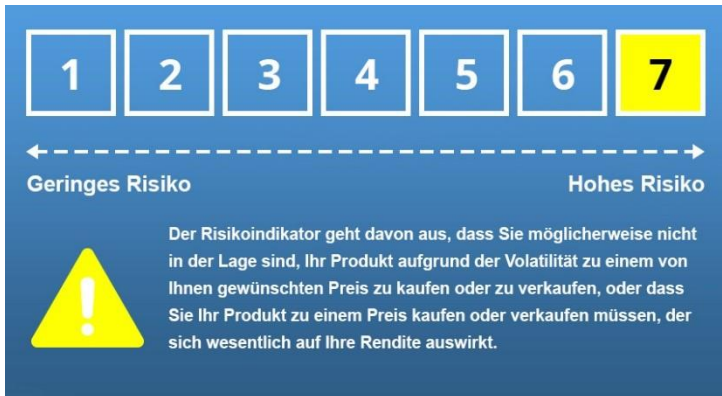 1 2 3 4 5 6 7
Geringes Risiko Hohes Risiko
Der Risikoindikator geht davon aus, dass Sie möglicherweise nicht
in der Lage sind, Ihr Produkt aufgrund der Volatilität zu einem von
Ihnen gewünschten Preis zu kaufen oder zu verkaufen, oder dass
Sie Ihr Produkt zu einem Preis kaufen oder verkaufen müssen, der
sich wesentlich auf Ihre Rendite auswirkt.